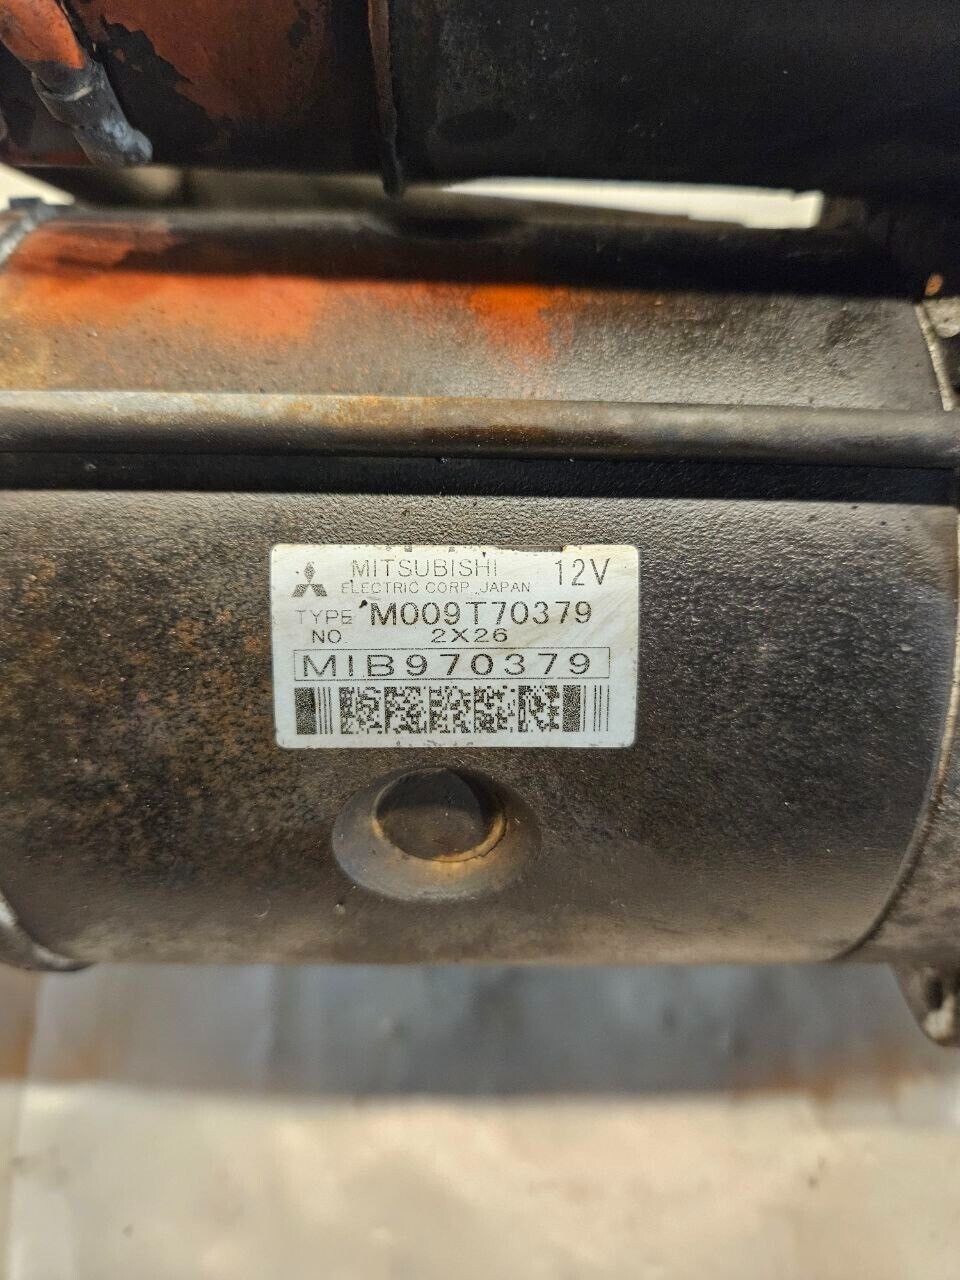 MITSUBISHI 12V
ELECTRIC CORP. JAPAN
TYPE M009T70379
NO. 2X26
MIB970379